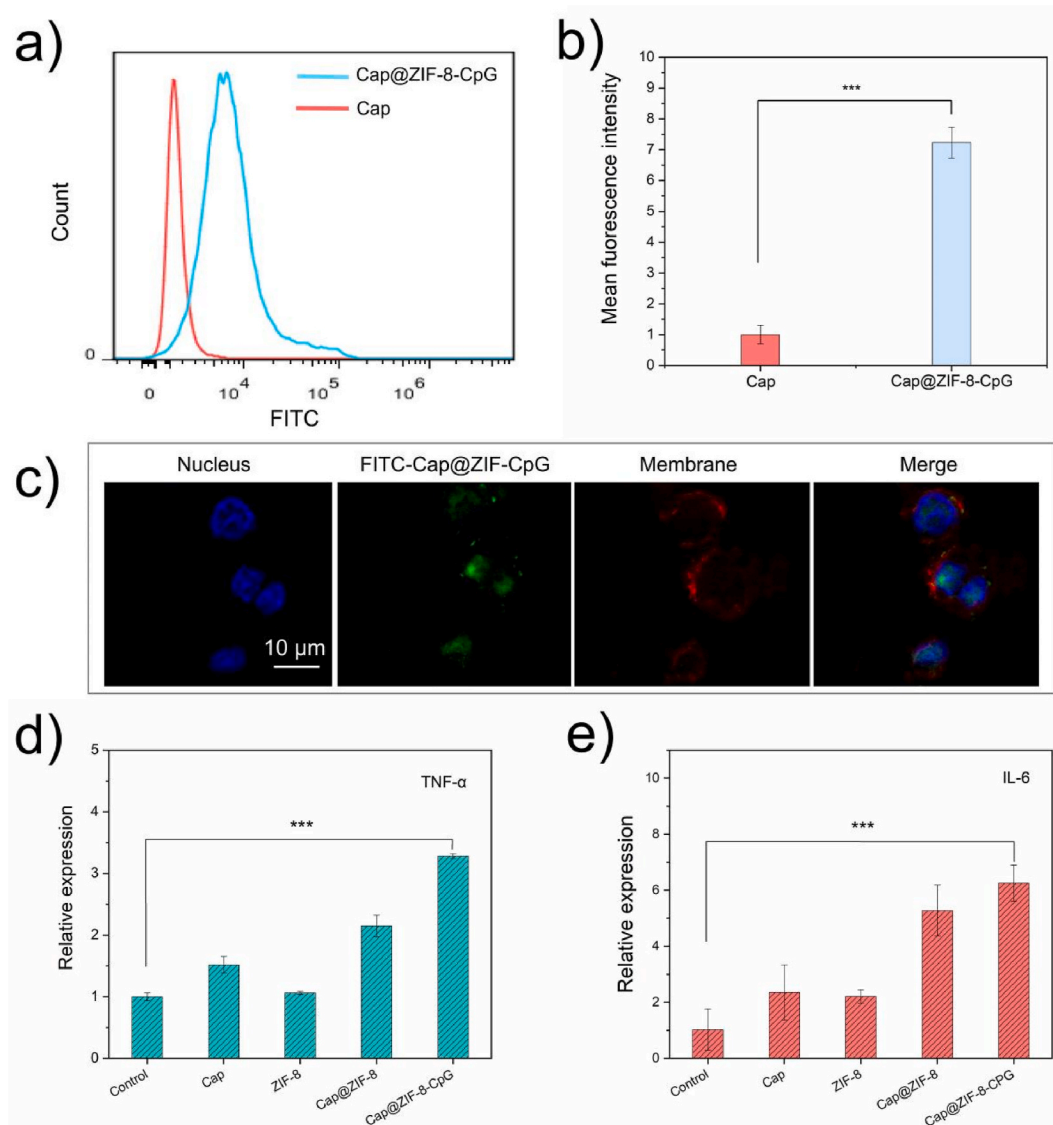 a)
Cap@ZIF-8-CpG
Cap
Count
0
0 10^4 10^5 10^6
FITC
b)
10
9
8
7
6
5
4
3
2
1
0
Mean fuorescence intensity
***
Cap Cap@ZIF-8-CpG
c)
Nucleus FITC-Cap@ZIF-CpG Membrane Merge
10 μm
d)
5
4
3
2
1
0
Relative expression
TNF-α
***
Control Cap ZIF-8 Cap@ZIF-8 Cap@ZIF-8-CpG
e)
10
8
6
4
2
0
Relative expression
IL-6
***
Control Cap ZIF-8 Cap@ZIF-8 Cap@ZIF-8-CPG